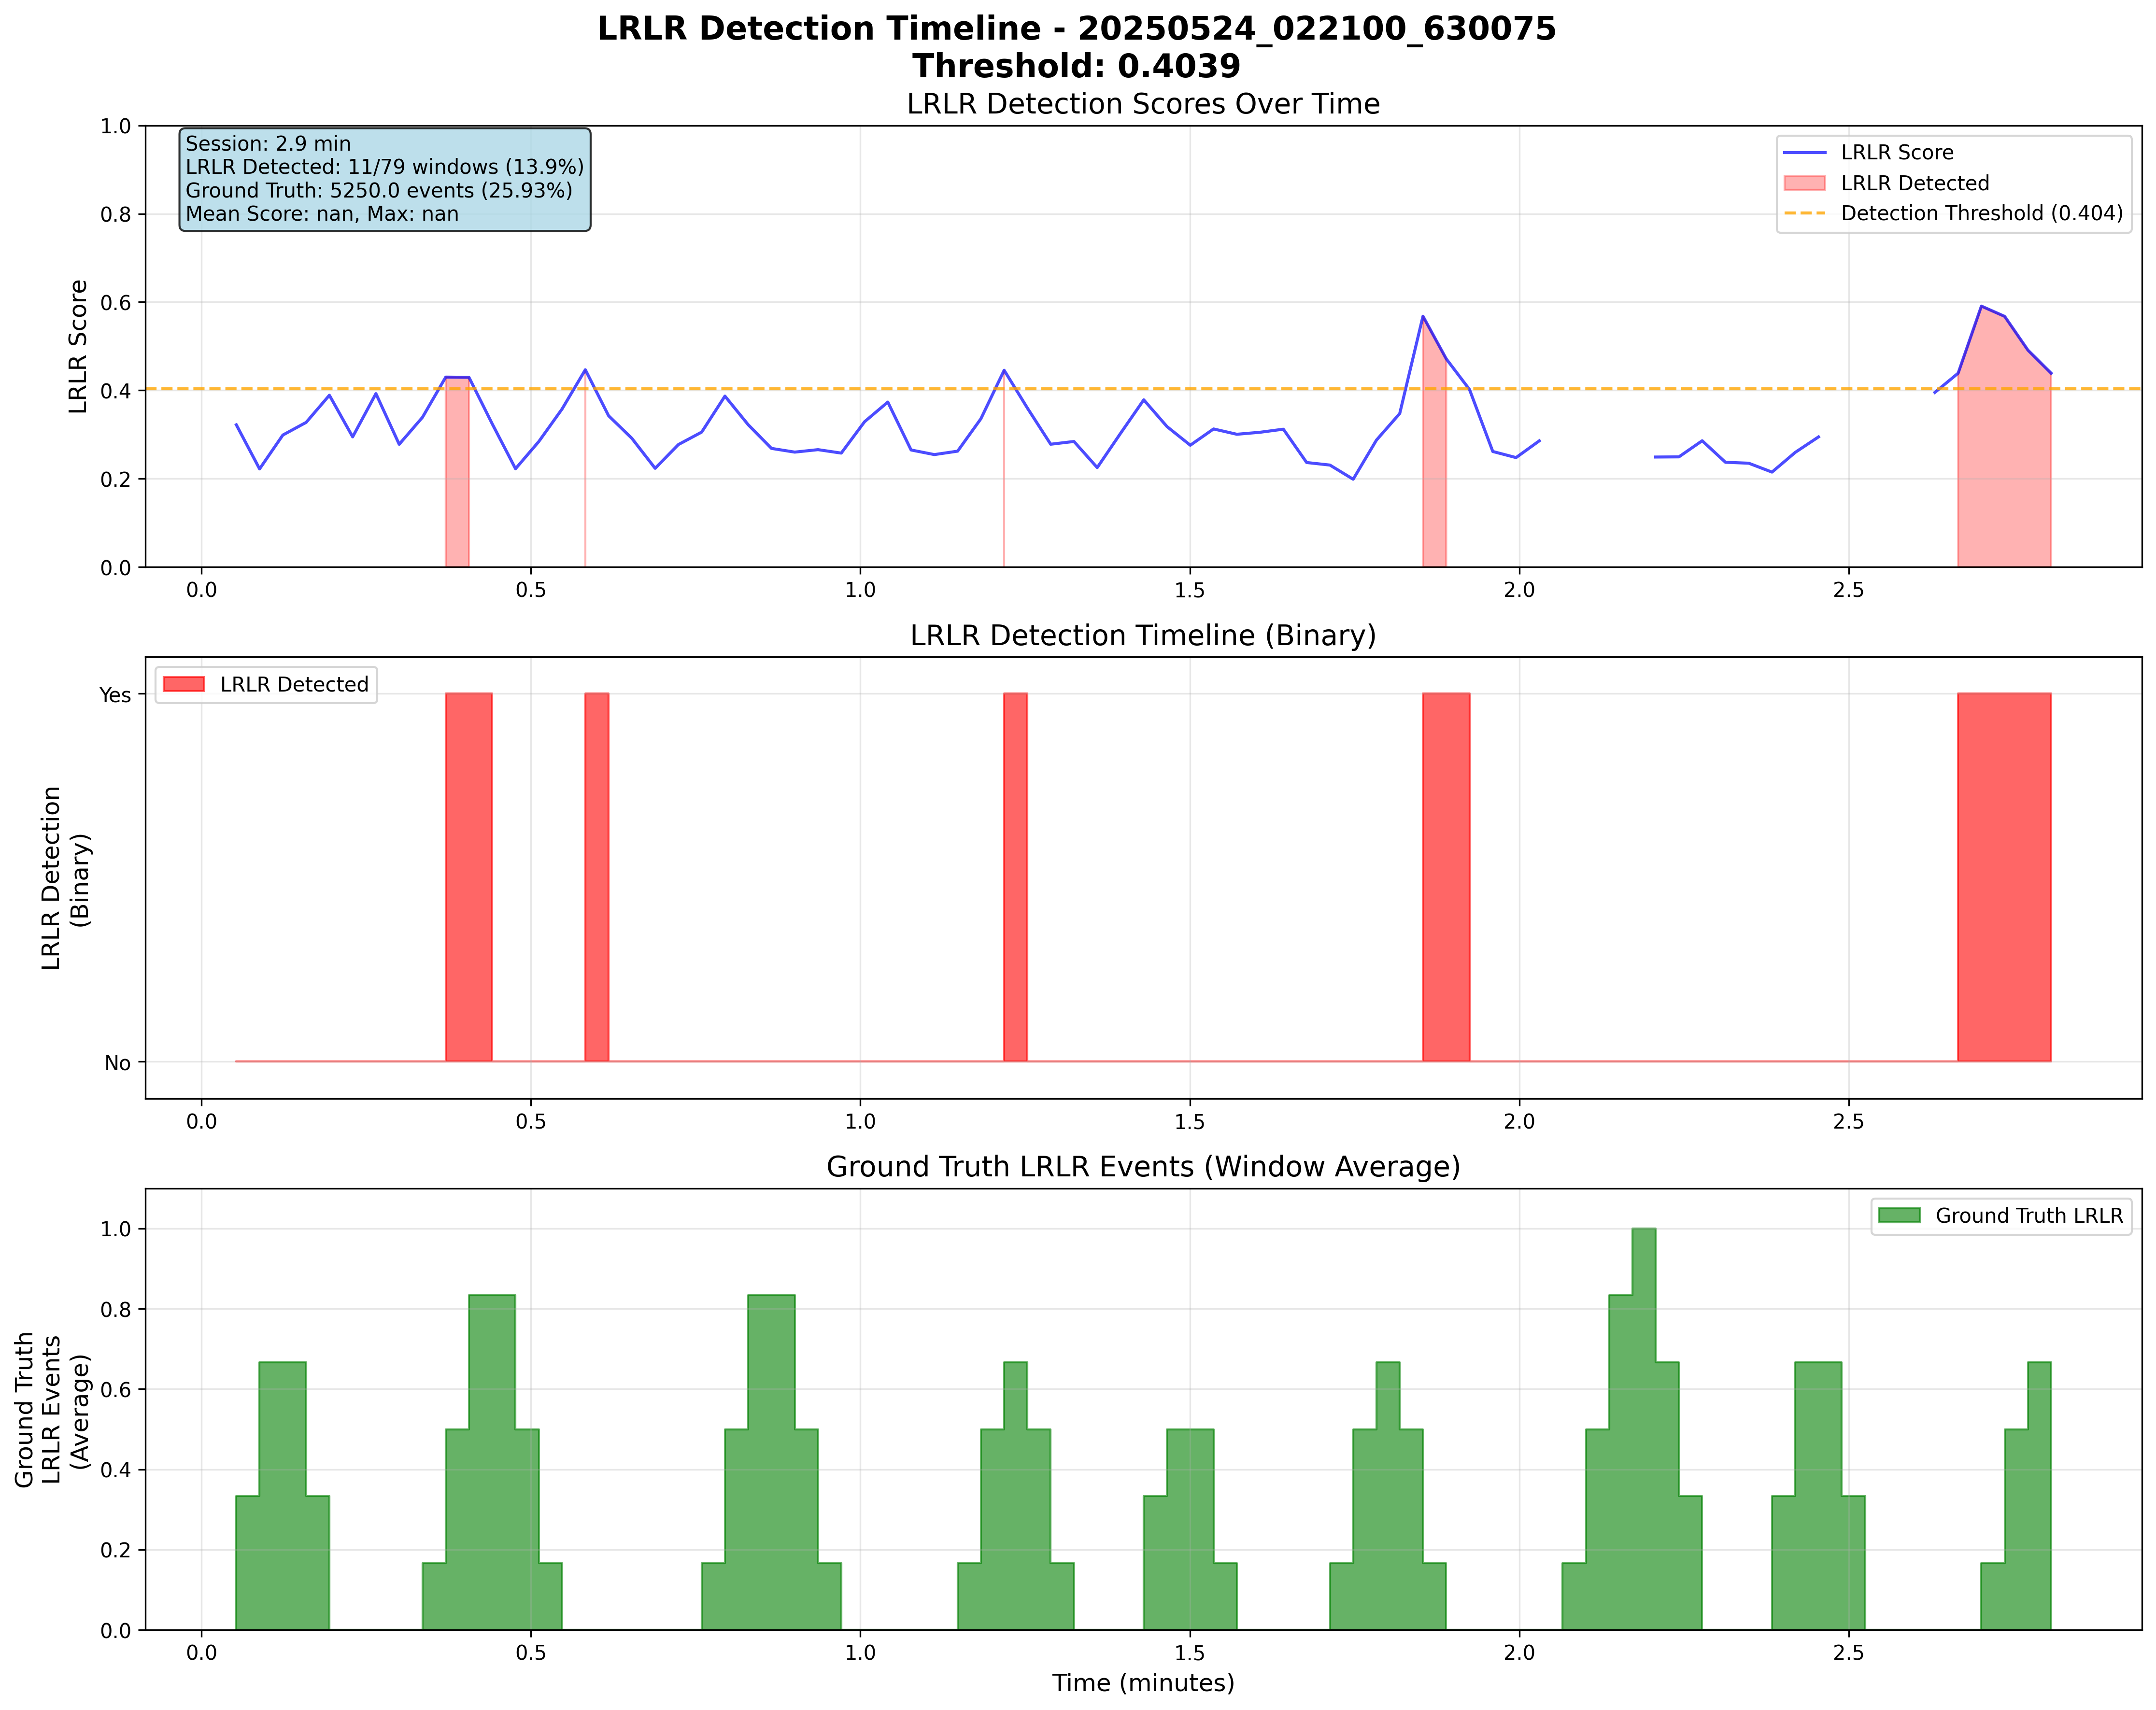 LRLR Detection Timeline - 20250524_022100_630075
Threshold: 0.4039
LRLR Detection Scores Over Time
Session: 2.9 min
LRLR Detected: 11/79 windows (13.9%)
Ground Truth: 5250.0 events (25.93%)
Mean Score: nan, Max: nan
LRLR Score
LRLR Detected
Detection Threshold (0.404)
LRLR Score
1.0
0.8
0.6
0.4
0.2
0.0
0.0 0.5 1.0 1.5 2.0 2.5
LRLR Detection Timeline (Binary)
LRLR Detected
LRLR Detection
(Binary)
Yes
No
0.0 0.5 1.0 1.5 2.0 2.5
Ground Truth LRLR Events (Window Average)
Ground Truth LRLR
Ground Truth
LRLR Events
(Average)
1.0
0.8
0.6
0.4
0.2
0.0
0.0 0.5 1.0 1.5 2.0 2.5
Time (minutes)